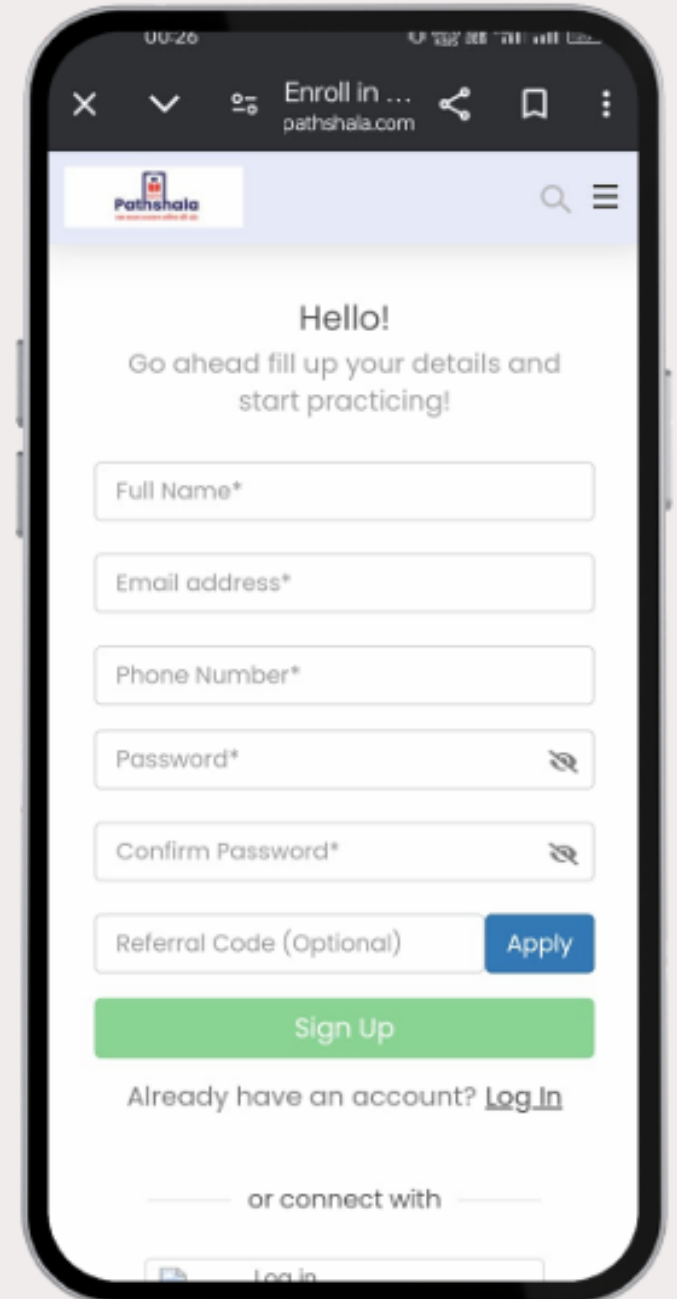 00:26
Enroll in ...
pathshala.com
Pathshala
Hello!
Go ahead fill up your details and
start practicing!
Full Name*
Email address*
Phone Number*
Password*
Confirm Password*
Referral Code (Optional)
Apply
Sign Up
Already have an account? Log In
or connect with
Log in